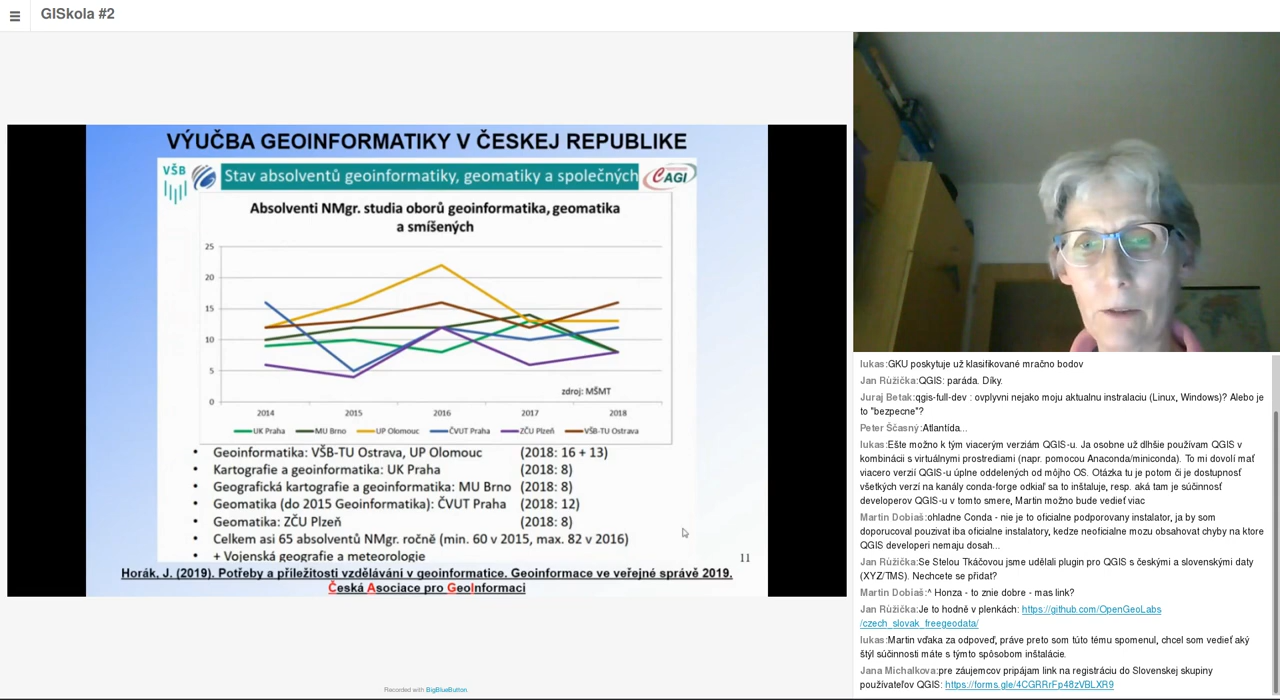 GISkola #2
VÝUČBA GEOINFORMATIKY V ČESKEJ REPUBLIKE
VŠB
Stav absolventů geoinformatiky, geomatiky a společných
CAGI
Absolventi NMgr. studia oborů geoinformatika, geomatika
a smíšených
25
20
15
10
5
0
zdroj: MŠMT
2014 2015 2016 2017 2018
UK Praha MU Brno UP Olomouc ČVUT Praha ZČU Plzeň VŠB-TU Ostrava
• Geoinformatika: VŠB-TU Ostrava, UP Olomouc (2018: 16 + 13)
• Kartografie a geoinformatika: UK Praha (2018: 8)
• Geografická kartografie a geoinformatika: MU Brno (2018: 8)
• Geomatika (do 2015 Geoinformatika): ČVUT Praha (2018: 12)
• Geomatika: ZČU Plzeň (2018: 8)
• Celkem asi 65 absolventů NMgr. ročně (min. 60 v 2015, max. 82 v 2016)
• + Vojenská geografie a meteorologie
11
Horák, J. (2019). Potřeby a příležitosti vzdělávání v geoinformatice. Geoinformace ve veřejné správě 2019.
Česká Asociace pro GeoInformaci
Recorded with BigBlueButton
lukas:GKU poskytuje už klasifikované mračno bodov
Jan Růžička:QGIS: paráda. Díky.
Juraj Betak:qgis-full-dev : ovplyvni nejako moju aktualnu instralaciu (Linux, Windows)? Alebo je
to "bezpecne"?
Peter Ščasný:Atlantída...
lukas:Ešte možno k tým viacerým verziám QGIS-u. Ja osobne už dlhšie používam QGIS v
kombinácii s virtuálnymi prostrediami (napr. pomocou Anaconda/miniconda). To mi dovolí mať
viacero verzií QGIS-u úplne oddelených od môjho OS. Otázka tu je potom či je dostupnosť
všetkých verzí na kanály conda-forge odkiaľ sa to inštaluje, resp. aká tam je súčinnosť
developerov QGIS-u v tomto smere, Martin možno bude vedieť viac
Martin Dobiaš:ohladne Conda - nie je to oficialne podporovany instalator, ja by som
doporucoval pouzivat iba oficialne instalatory, kedze neoficialne mozu obsahovat chyby na ktore
QGIS developeri nemaju dosah...
Jan Růžička:Se Stelou Tkáčovou jsme udělali plugin pro QGIS s českými a slovenskými daty
(XYZ/TMS). Nechcete se přidat?
Martin Dobiaš:^ Honza - to znie dobre - mas link?
Jan Růžička:Je to hodně v plenkách: https://github.com/OpenGeoLabs
/czech_slovak_freegeodata/
lukas:Martin vďaka za odpoveď, práve preto som túto tému spomenul, chcel som vedieť aký
štýl súčinnosti máte s týmto spôsobom inštalácie.
Jana Michalkova:pre záujemcov pripájam link na registráciu do Slovenskej skupiny
používateľov QGIS: https://forms.gle/4CGRRrFp48zVBLXR9